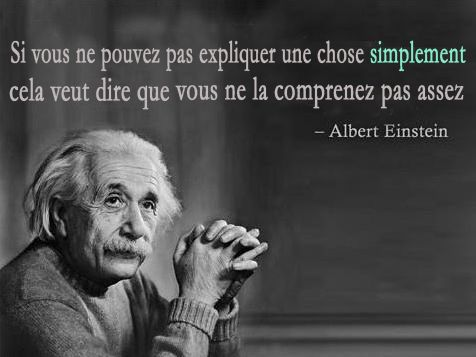 Si vous ne pouvez pas expliquer une chose simplement
cela veut dire que vous ne la comprenez pas assez
– Albert Einstein